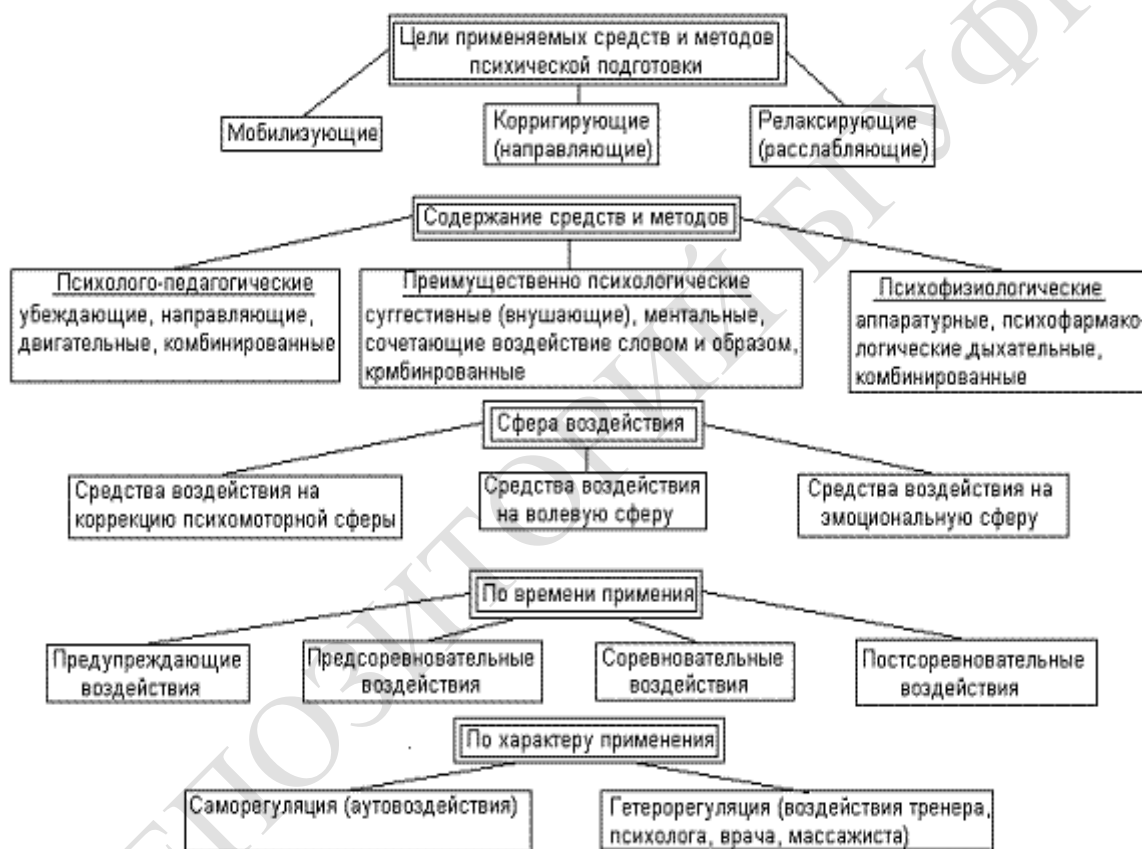 Цели применяемых средств и методов
психической подготовки
Мобилизующие
Корригирующие
(направляющие)
Релаксирующие
(расслабляющие)
Содержание средств и методов
Психолого-педагогические
убеждающие, направляющие,
двигательные, комбинированные
Преимущественно психологические
суггестивные (внушающие), ментальные,
сочетающие воздействие словом и образом,
крмбинрованные
Психофизиологические
аппаратурные, психофармако-
логические,дыхательные,
комбинированные
Сфера воздействия
Средства воздействия на
коррекцию психомоторной сферы
Средства воздействия
на волевую сферу
Средства воздействия на
эмоциональную сферу
По времени примения
Предупреждающие
воздействия
Предсоревновательные
воздействия
Соревновательные
воздействия
Постсоревновательные
воздействия
По характеру применения
Саморегуляция (аутовоздействия)
Гетерорегуляция (воздействия тренера,
психолога, врача, массажиста)